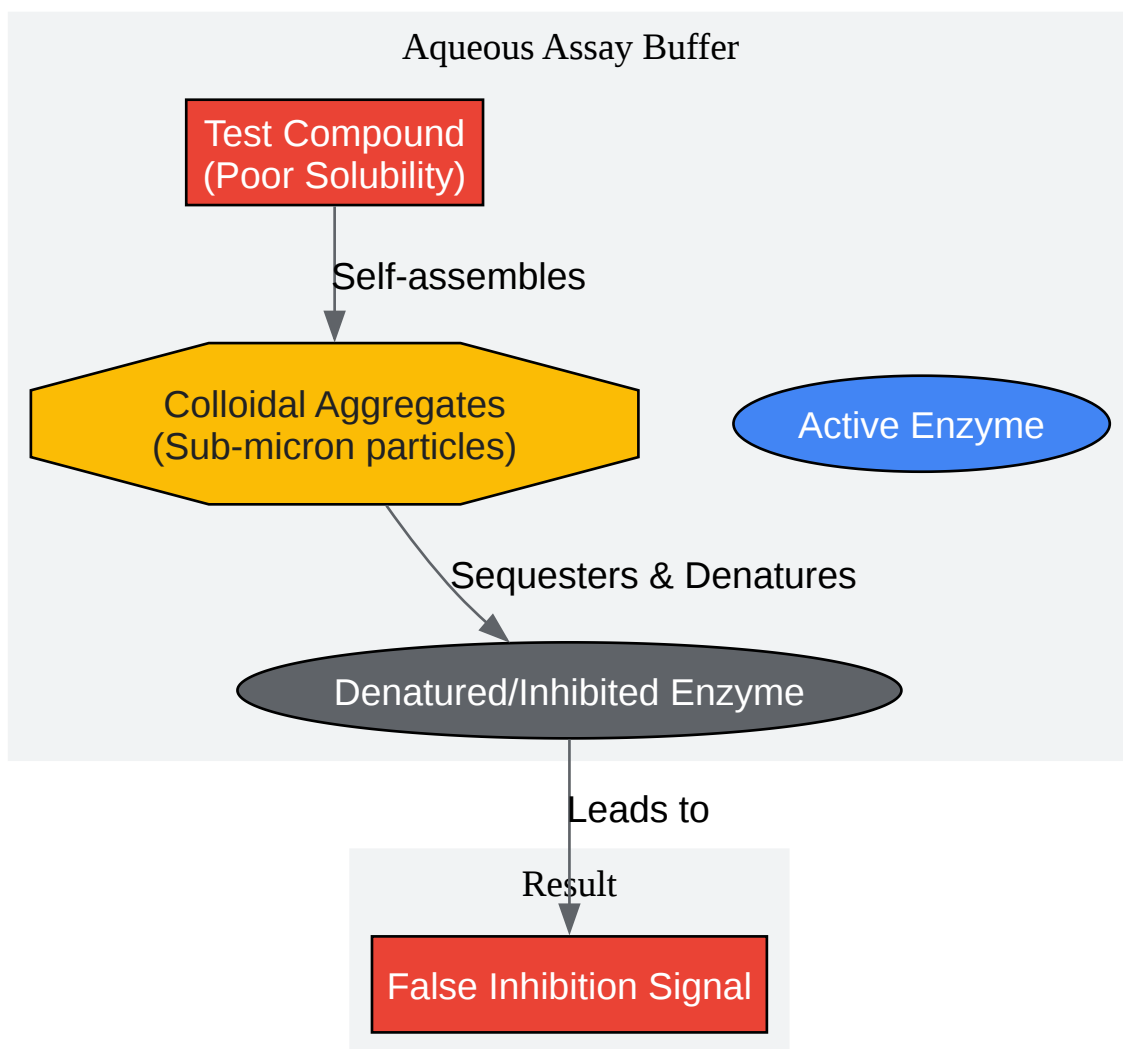 Aqueous Assay Buffer
Test Compound
(Poor Solubility)
Self-assembles
Colloidal Aggregates
(Sub-micron particles)
Active Enzyme
Sequesters & Denatures
Denatured/Inhibited Enzyme
Leads to
Result
False Inhibition Signal